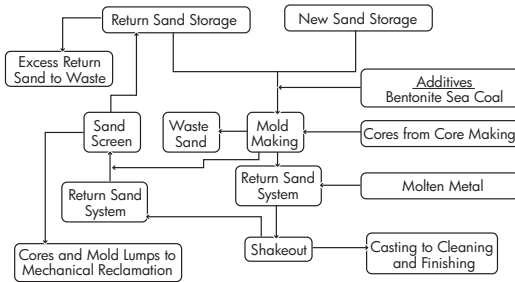 Return Sand Storage
New Sand Storage
Excess Return
Sand to Waste
Additives
Bentonite Sea Coal
Sand
Screen
Waste
Sand
Mold
Making
Cores from Core Making
Return Sand
System
Return Sand
System
Molten Metal
Cores and Mold Lumps to
Mechanical Reclamation
Shakeout
Casting to Cleaning
and Finishing